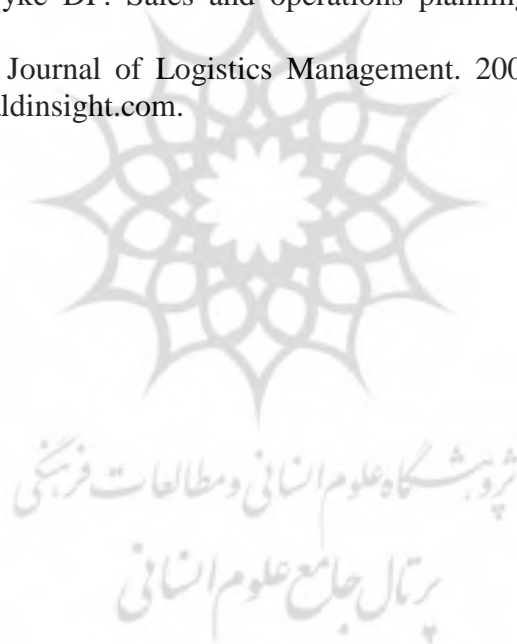 yke DP. Sales and operations planning
Journal of Logistics Management. 200
aldinsight.com.
پژوهشگاه علوم انسانی و مطالعات فرهنگی
پرتال جامع علوم انسانی